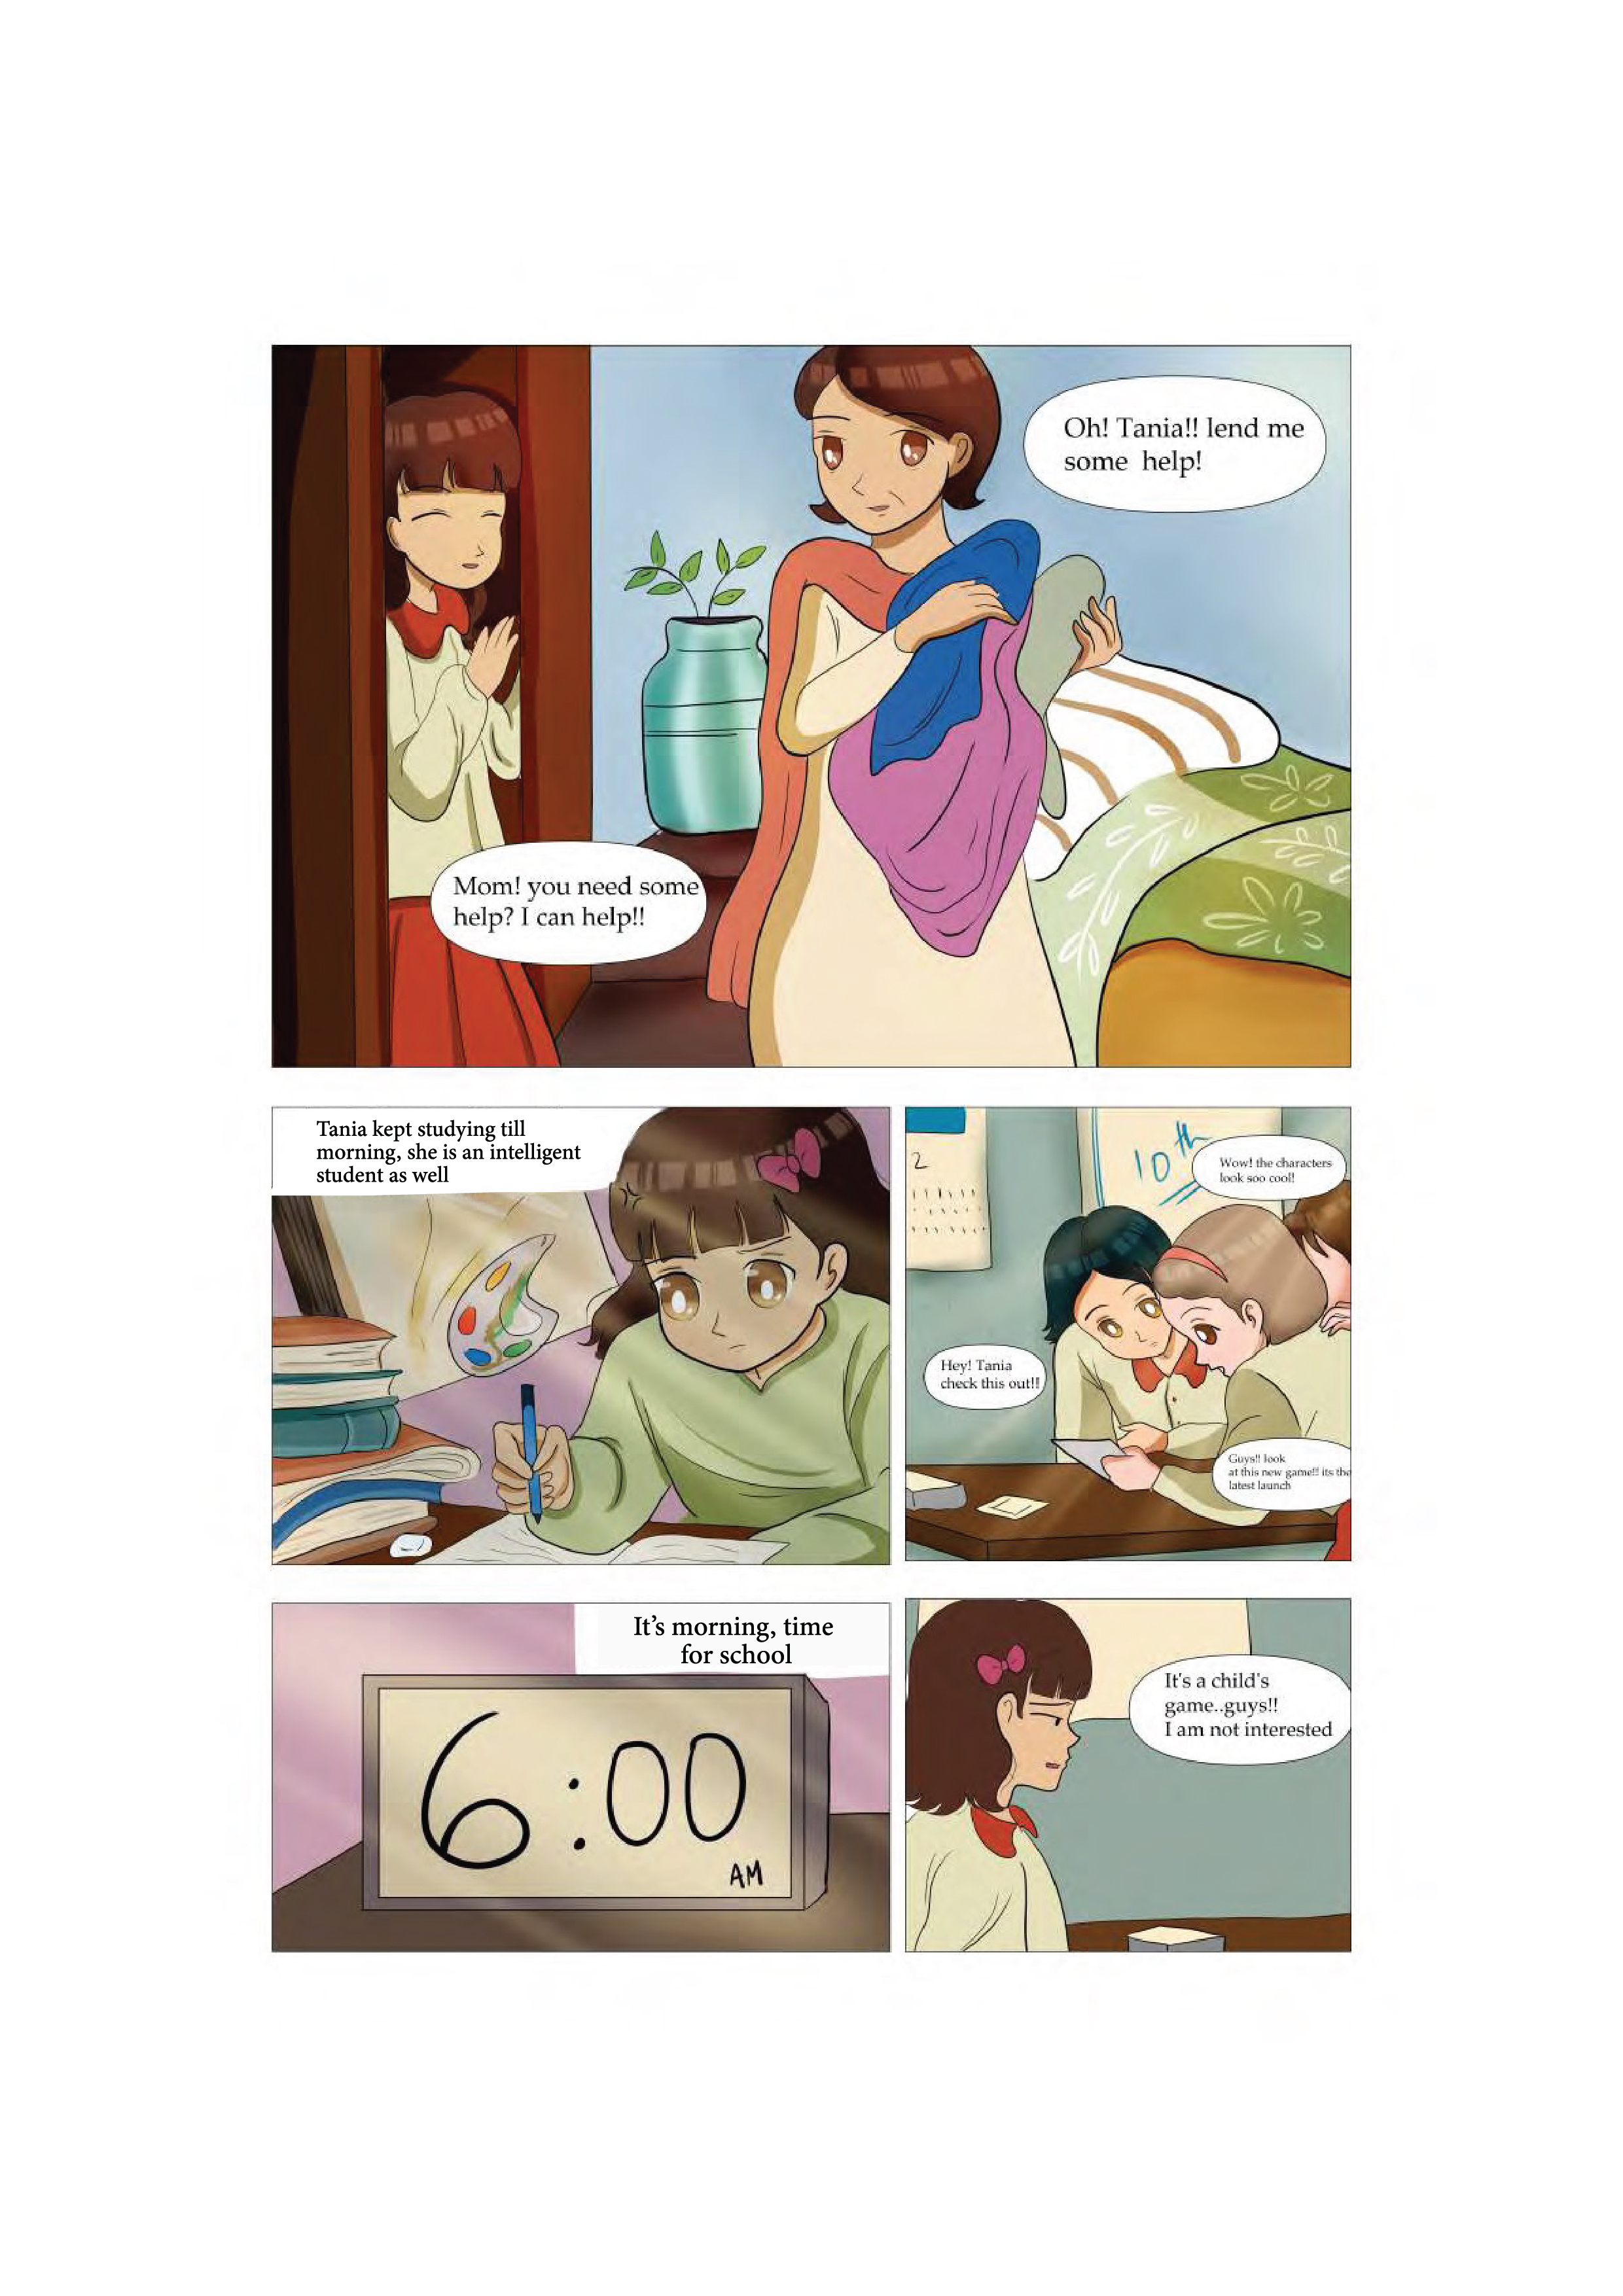 Oh! Tania!! lend me
some help!
Mom! you need some
help? I can help!!
Tania kept studying till
morning, she is an intelligent
student as well
It's morning, time
for school
6:00
AM
2
10th
Wow! the characters
look soo cool!
Hey! Tania
check this out!!
Guys!! look
at this new game!! its the
latest launch
It's a child's
game..guys!!
I am not interested